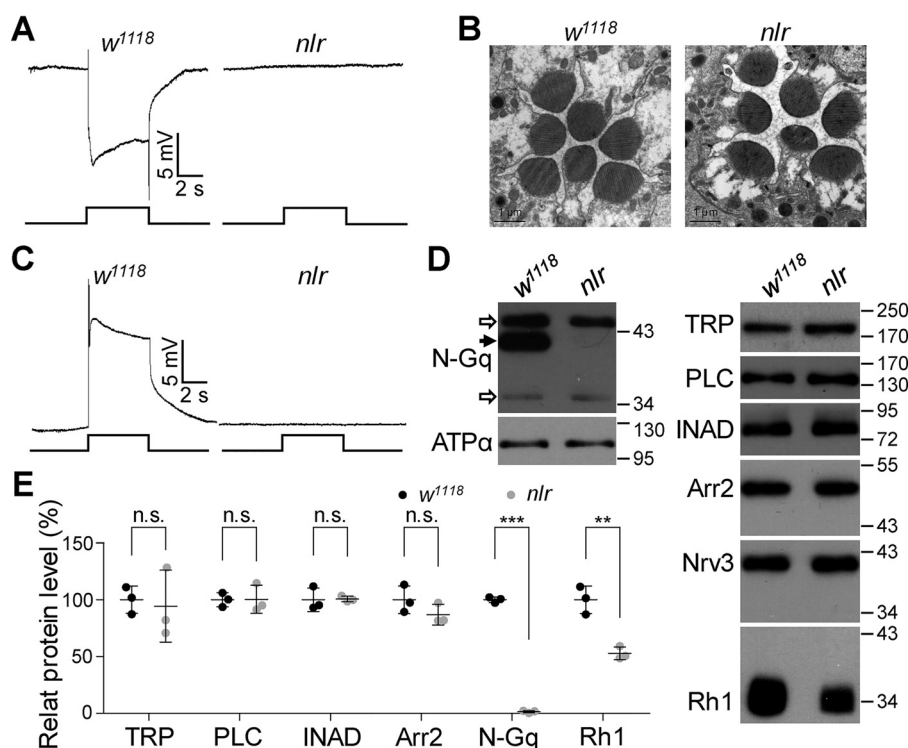 A
w1118
nlr
5 mV
2 s
B
w1118
nlr
1 μm
1 μm
C
w1118
nlr
5 mV
2 s
D
w1118
nlr
N-Gq
43
34
ATPα
130
95
w1118
nlr
TRP
250
170
PLC
170
130
INAD
95
72
Arr2
55
43
Nrv3
43
34
Rh1
43
34
E
w1118
nlr
Relat protein level (%)
150
100
50
0
n.s.
n.s.
n.s.
n.s.
***
**
TRP
PLC
INAD
Arr2
N-Gq
Rh1